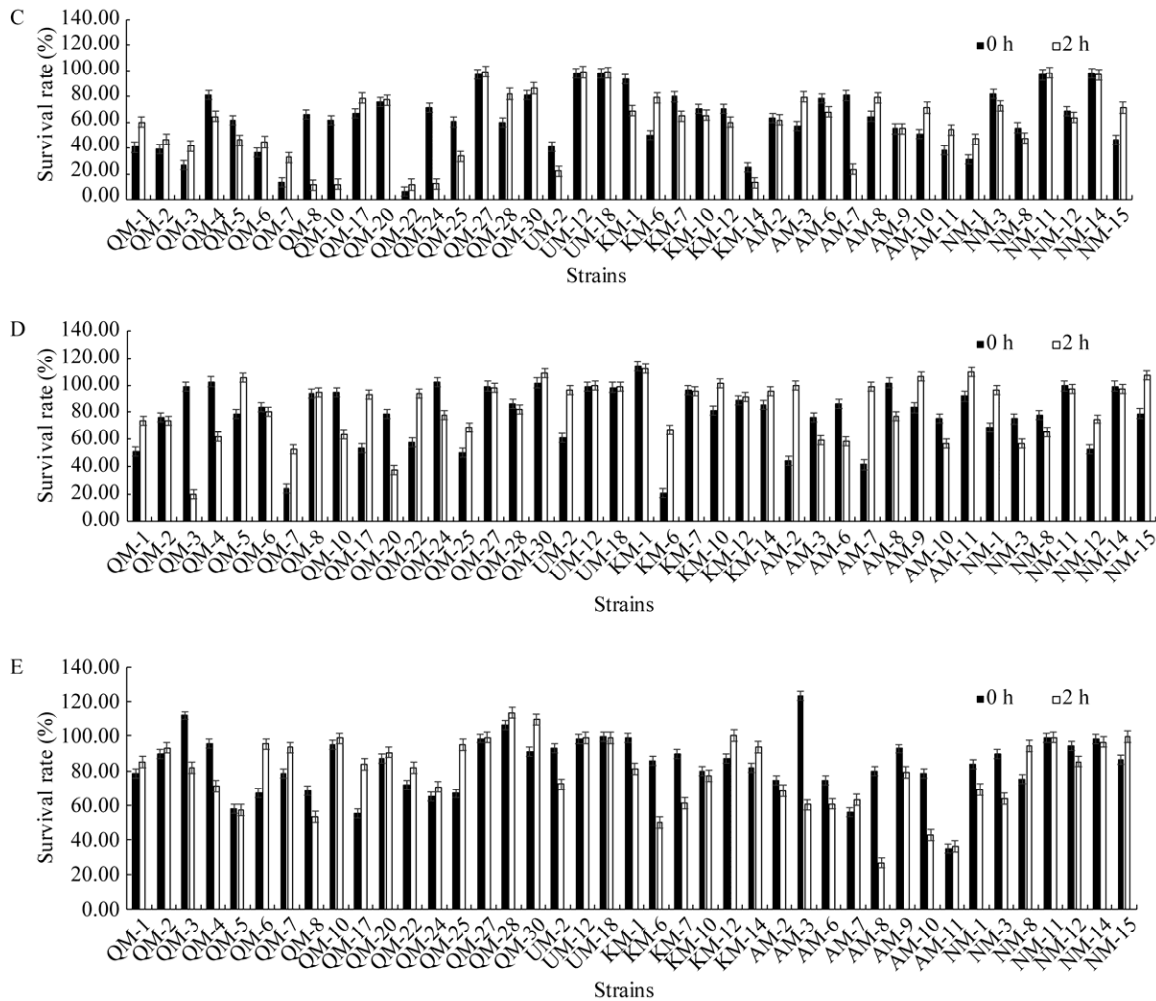 C
Survival rate (%)
140.00
120.00
100.00
80.00
60.00
40.00
20.00
0.00
0 h 2 h
QM-1 QM-2 QM-3 QM-4 QM-5 QM-6 QM-7 QM-8 QM-10 QM-17 QM-20 QM-22 QM-24 QM-25 QM-27 QM-28 QM-30 UM-2 UM-12 UM-18 KM-1 KM-6 KM-7 KM-10 KM-12 KM-14 AM-2 AM-3 AM-6 AM-7 AM-8 AM-9 AM-10 AM-11 NM-1 NM-3 NM-8 NM-11 NM-12 NM-14 NM-15
Strains
D
Survival rate (%)
140.00
120.00
100.00
80.00
60.00
40.00
20.00
0.00
0 h 2 h
QM-1 QM-2 QM-3 QM-4 QM-5 QM-6 QM-7 QM-8 QM-10 QM-17 QM-20 QM-22 QM-24 QM-25 QM-27 QM-28 QM-30 UM-2 UM-12 UM-18 KM-1 KM-6 KM-7 KM-10 KM-12 KM-14 AM-2 AM-3 AM-6 AM-7 AM-8 AM-9 AM-10 AM-11 NM-1 NM-3 NM-8 NM-11 NM-12 NM-14 NM-15
Strains
E
Survival rate (%)
140.00
120.00
100.00
80.00
60.00
40.00
20.00
0.00
0 h 2 h
QM-1 QM-2 QM-3 QM-4 QM-5 QM-6 QM-7 QM-8 QM-10 QM-17 QM-20 QM-22 QM-24 QM-25 QM-27 QM-28 QM-30 UM-2 UM-12 UM-18 KM-1 KM-6 KM-7 KM-10 KM-12 KM-14 AM-2 AM-3 AM-6 AM-7 AM-8 AM-9 AM-10 AM-11 NM-1 NM-3 NM-8 NM-11 NM-12 NM-14 NM-15
Strains